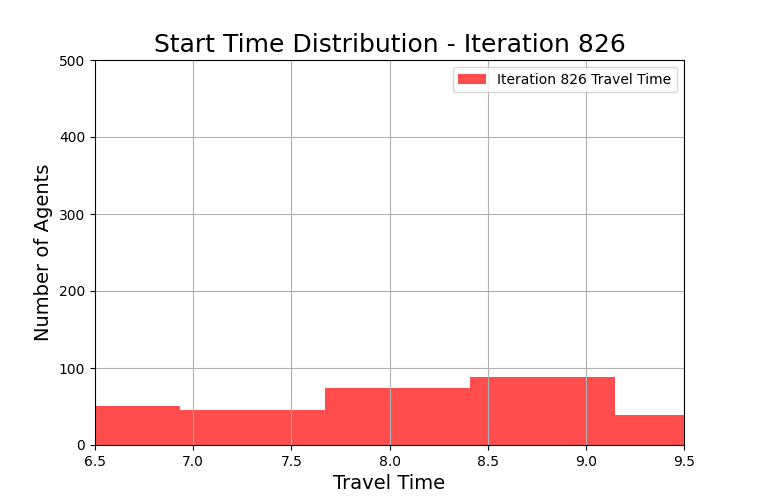 Start Time Distribution - Iteration 826
500
Iteration 826 Travel Time
400
300
200
100
0
Number of Agents
6.5 7.0 7.5 8.0 8.5 9.0 9.5
Travel Time